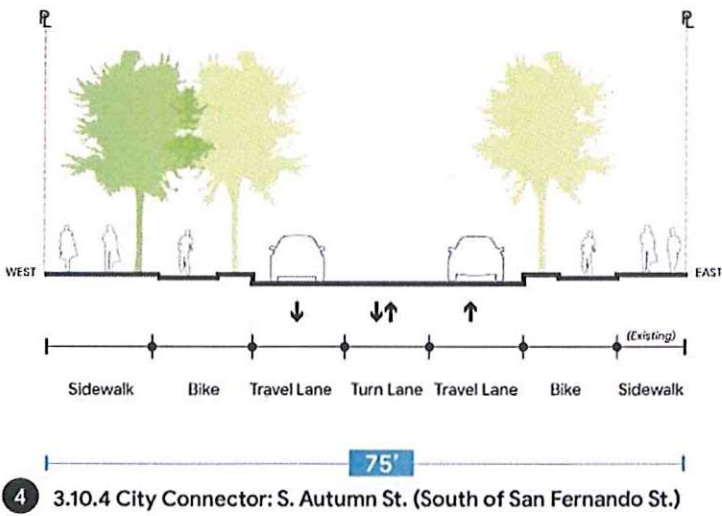 PL PL
WEST EAST
(Existing)
Sidewalk Bike Travel Lane Turn Lane Travel Lane Bike Sidewalk
75'
4 3.10.4 City Connector: S. Autumn St. (South of San Fernando St.)